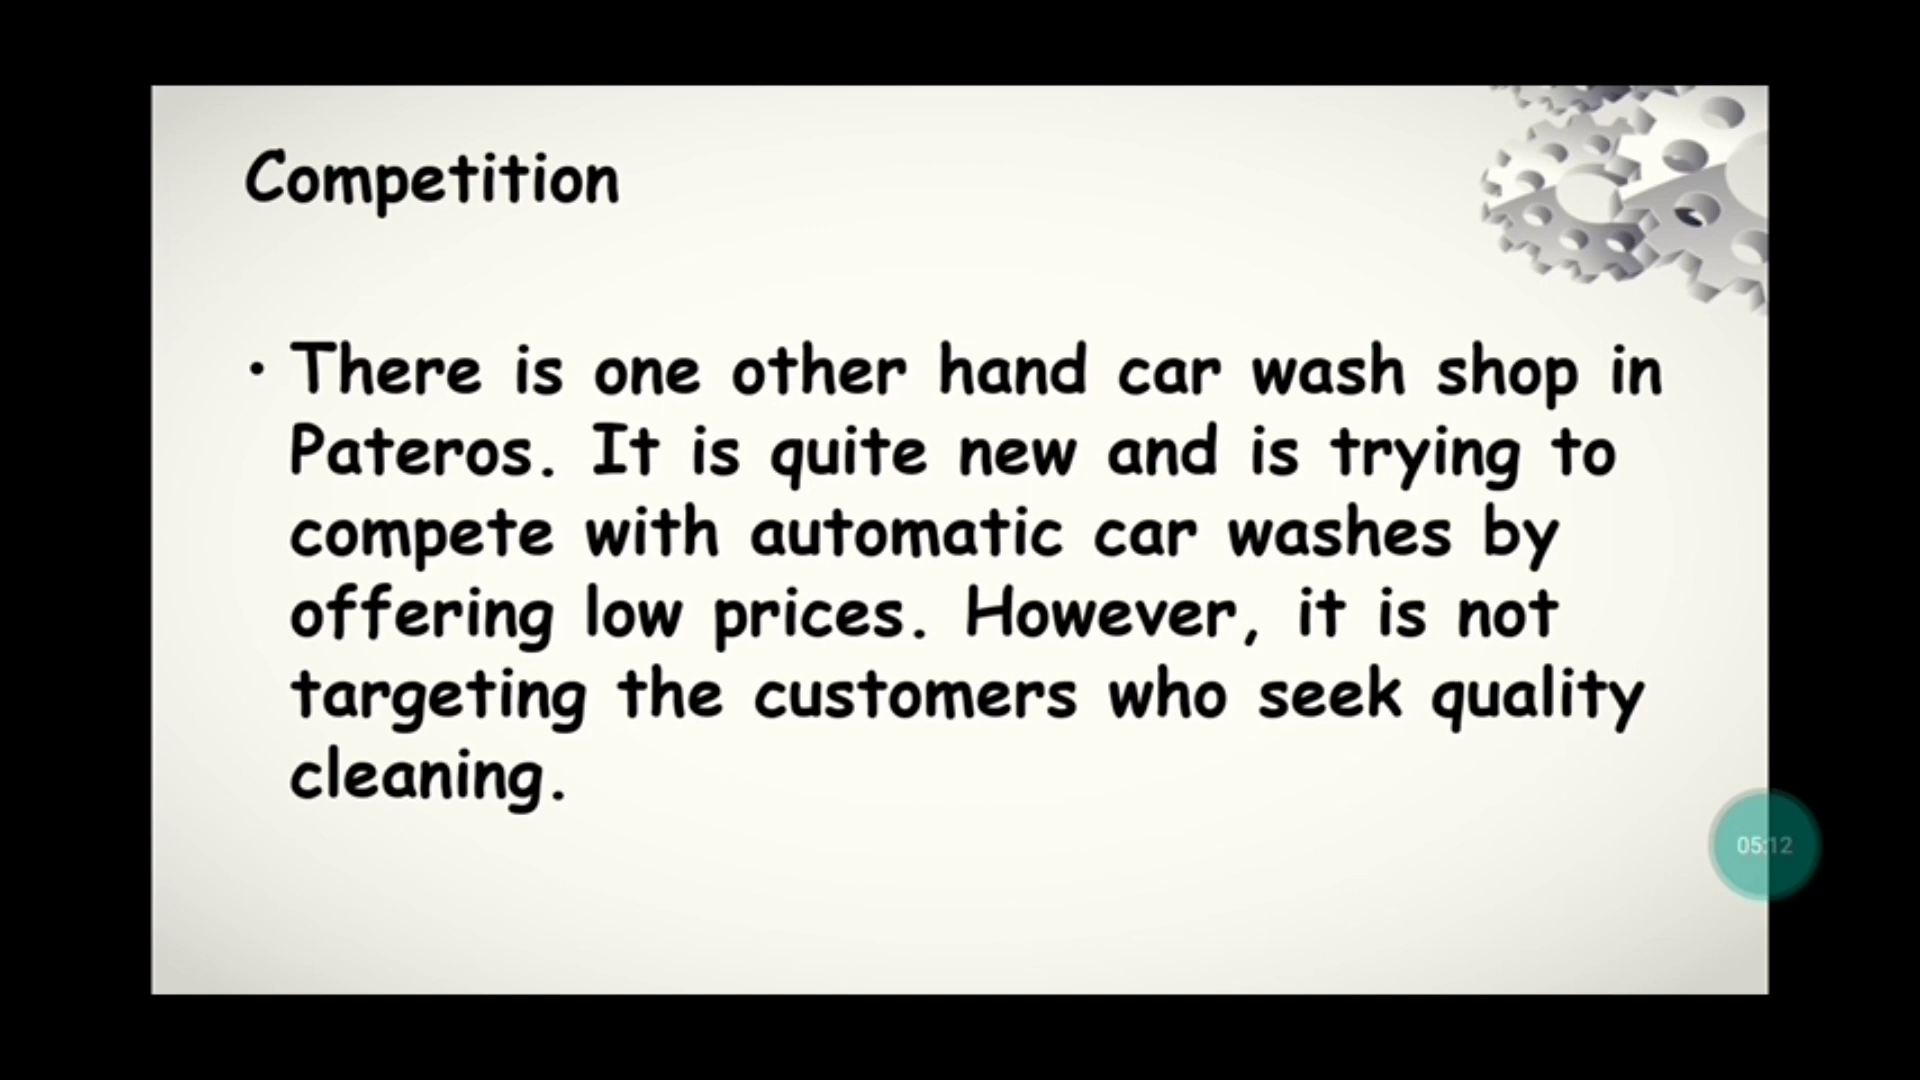 Competition
• There is one other hand car wash shop in
Pateros. It is quite new and is trying to
compete with automatic car washes by
offering low prices. However, it is not
targeting the customers who seek quality
cleaning.
05:12